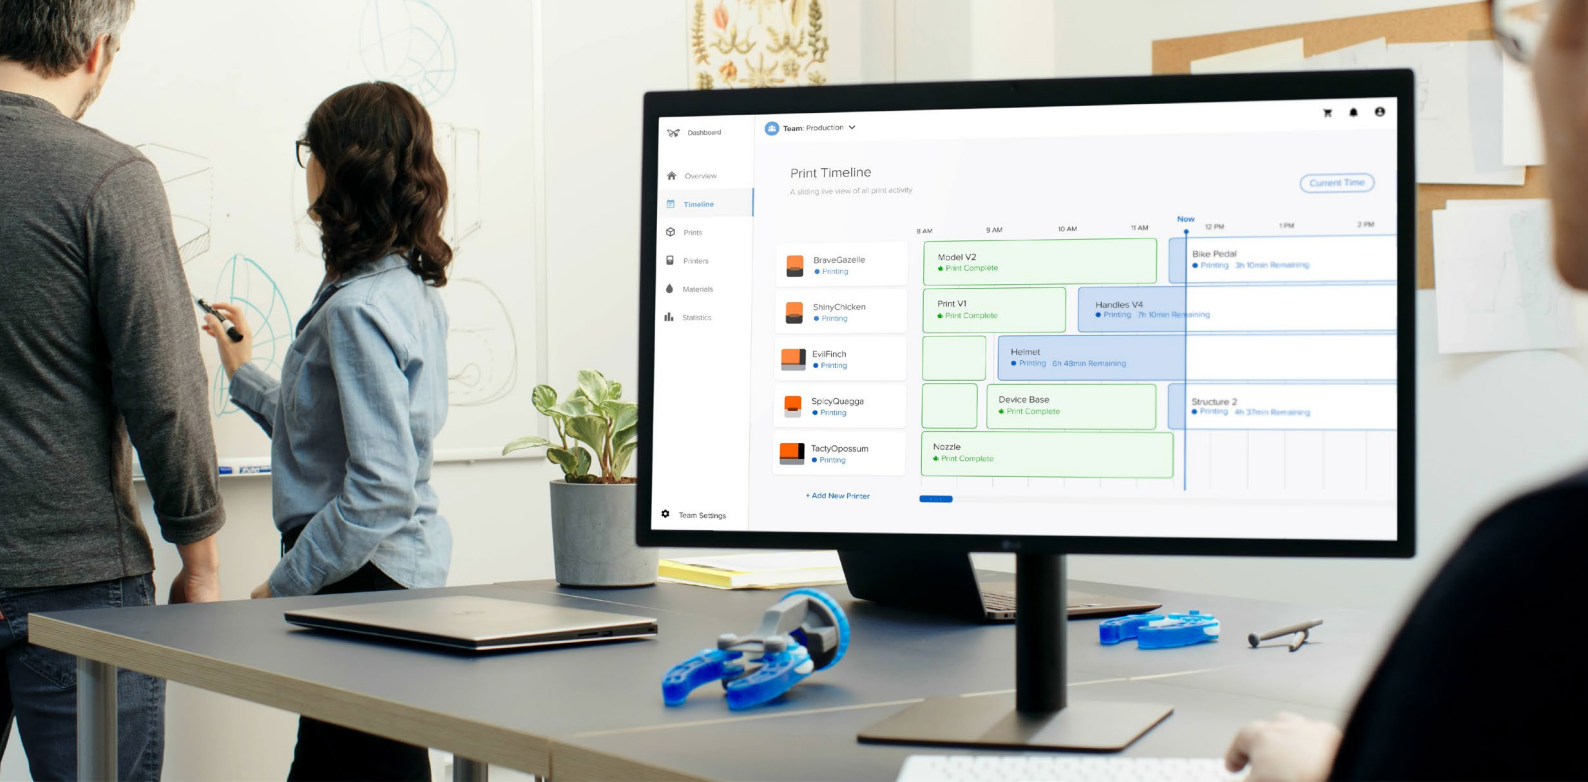 Dashboard
Team: Production
Overview
Timeline
Prints
Printers
Materials
Statistics
Team Settings
Print Timeline
A sliding live view of all print activity
Current Time
Now
8 AM
9 AM
10 AM
11 AM
12 PM
1 PM
2 PM
BraveGazelle
Printing
Model V2
Print Complete
Bike Pedal
Printing 3h 10min Remaining
ShinyChicken
Printing
Print V1
Print Complete
Handles V4
Printing 7h 10min Remaining
EvilFinch
Printing
Helmet
Printing 6h 48min Remaining
SpicyQuagga
Printing
Device Base
Print Complete
Structure 2
Printing 4h 37min Remaining
TactyOpossum
Printing
Nozzle
Print Complete
+ Add New Printer